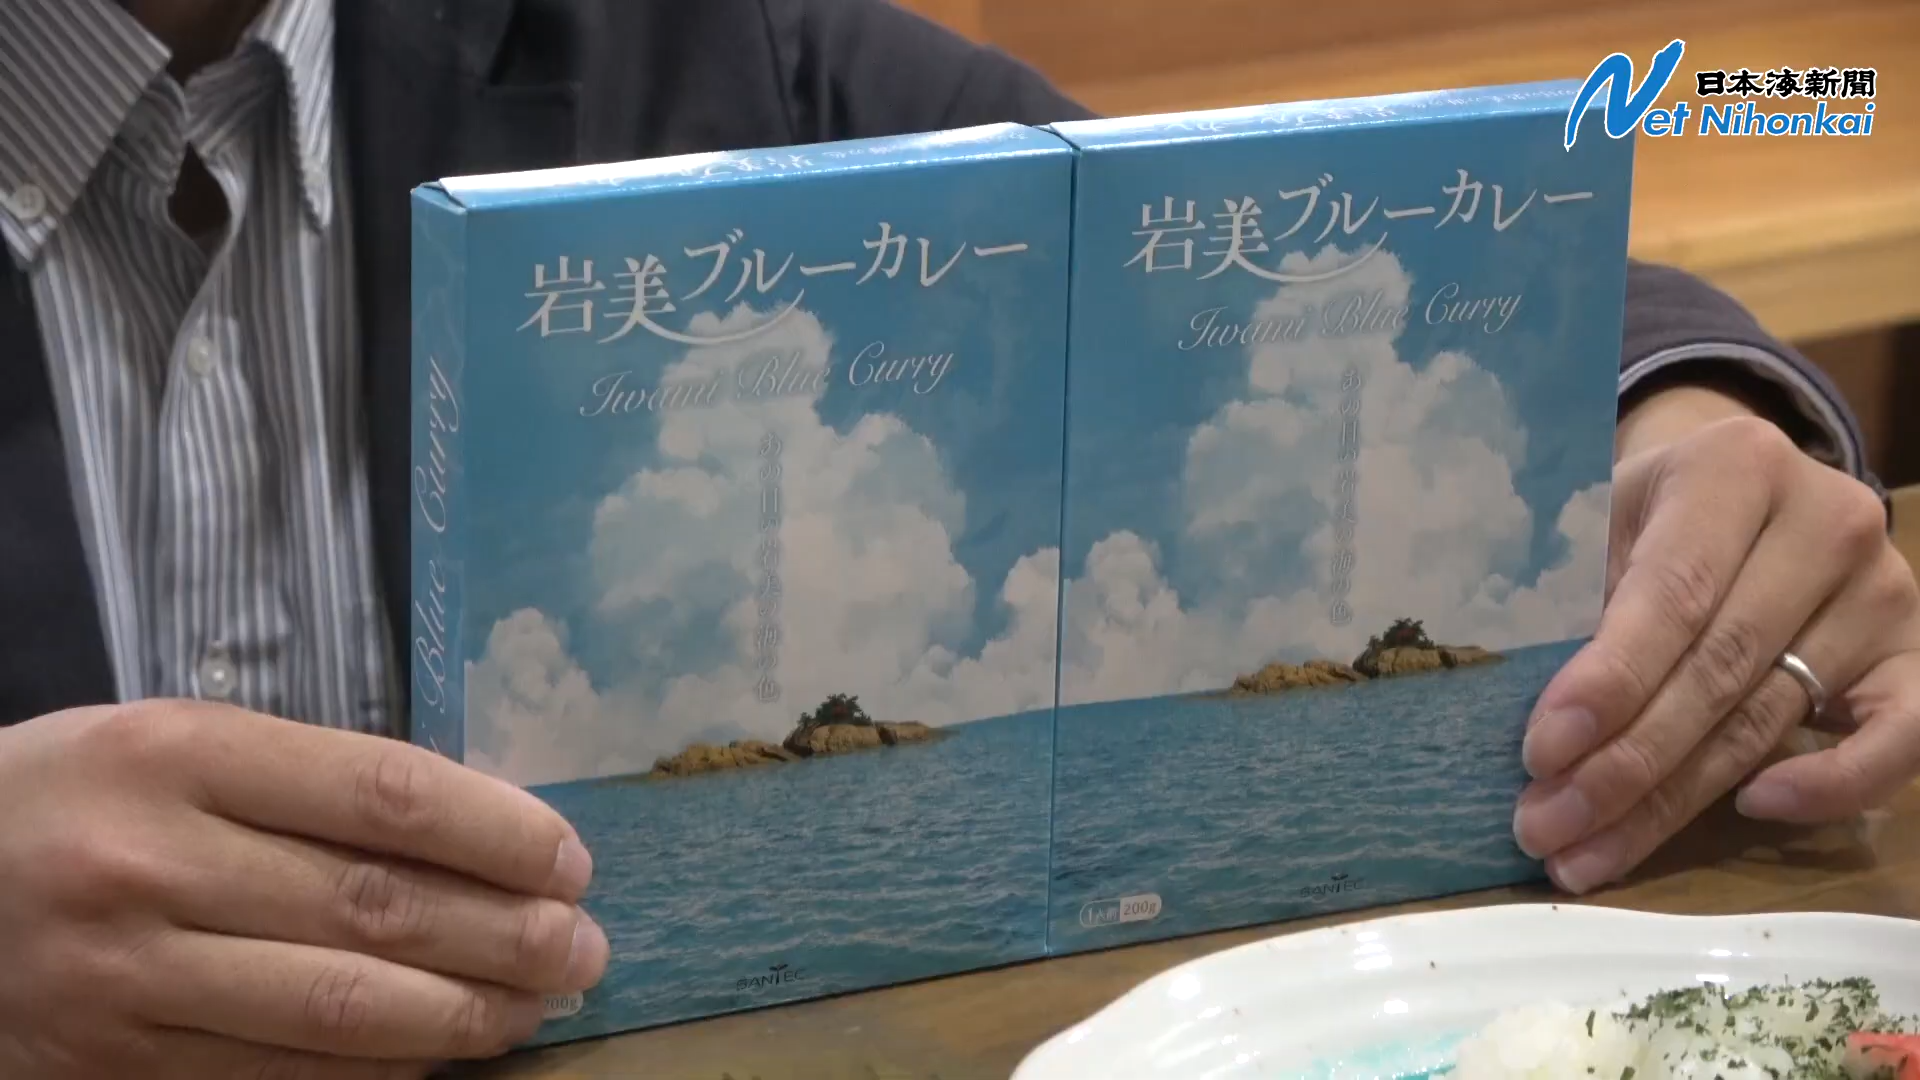 日本海新聞
Net Nihonkai
岩美ブルーカレー
Iwami Blue Curry
あの日の岩美の海の色
SANTEC
200g
Blue Curry
岩美ブルーカレー
Iwami Blue Curry
あの日の岩美の海の色
SANTEC
1人前 200g